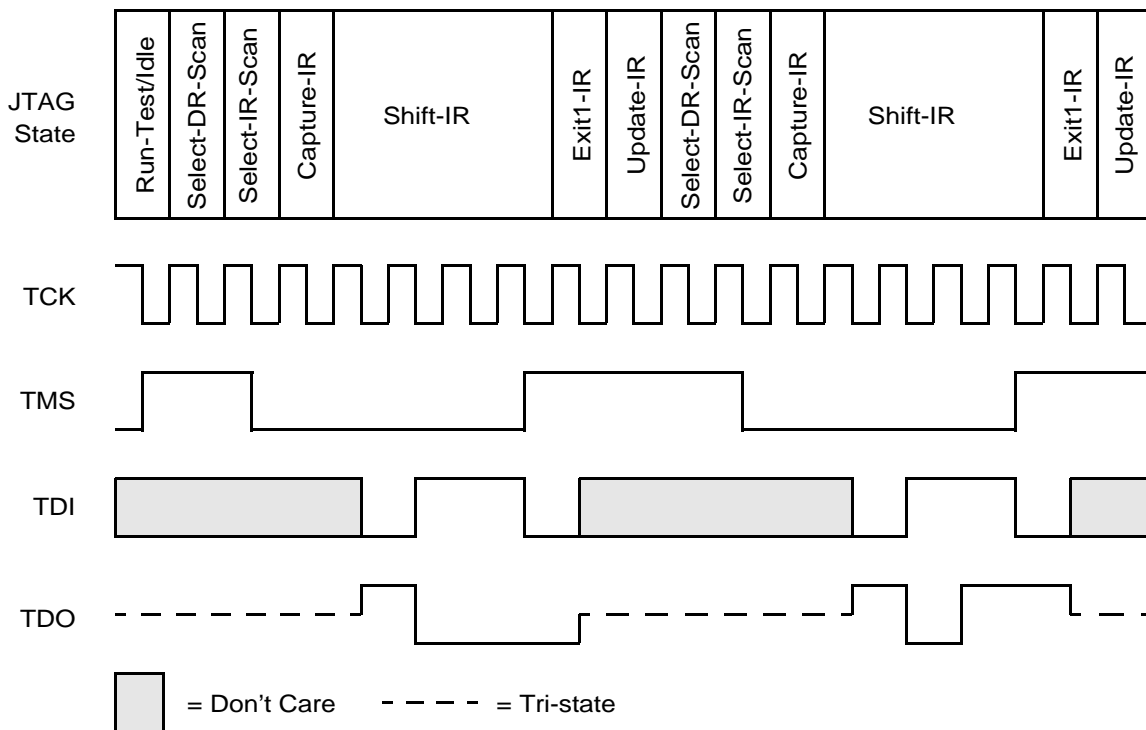 JTAG
State
Run-Test/Idle
Select-DR-Scan
Select-IR-Scan
Capture-IR
Shift-IR
Exit1-IR
Update-IR
Select-DR-Scan
Select-IR-Scan
Capture-IR
Shift-IR
Exit1-IR
Update-IR
TCK
TMS
TDI
TDO
= Don't Care
= Tri-state